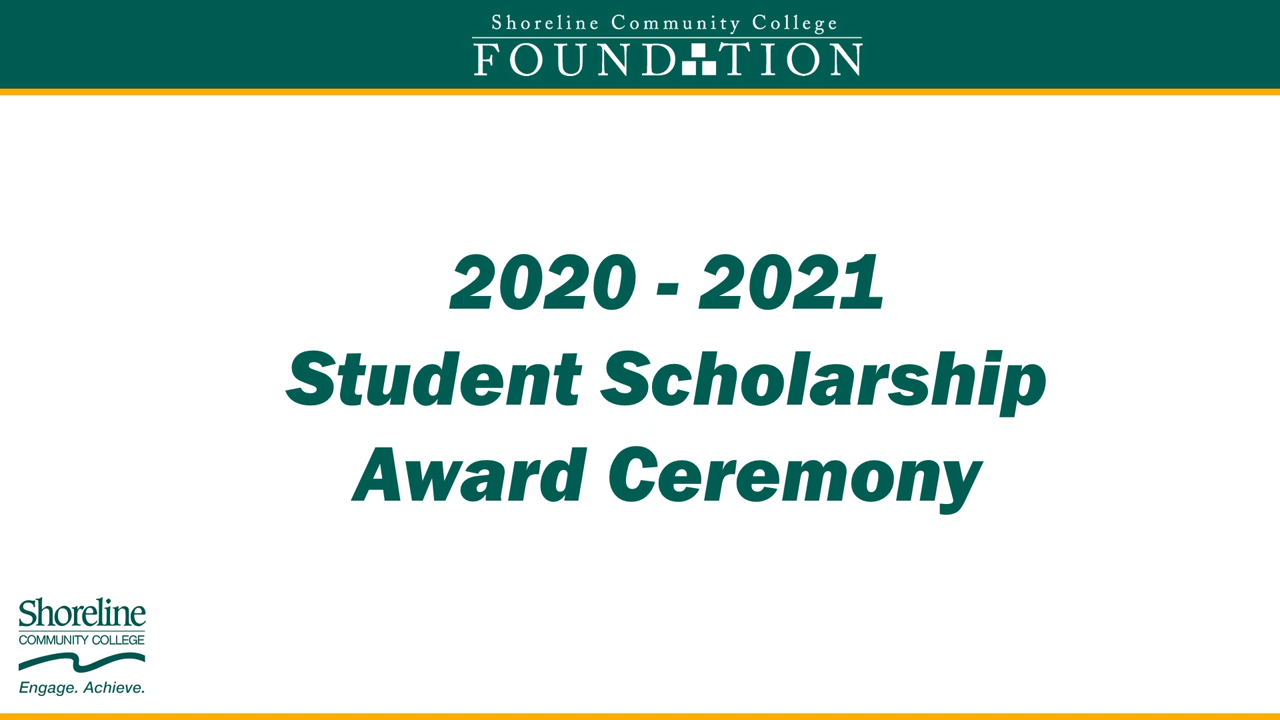 Shoreline Community College
FOUNDATION
2020 - 2021
Student Scholarship
Award Ceremony
Shoreline
COMMUNITY COLLEGE
Engage. Achieve.